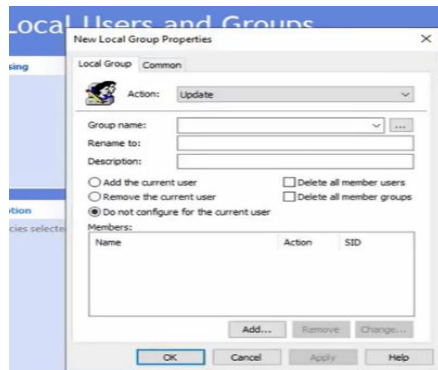 Local Users and Groups
New Local Group Properties
Local Group Common
Action: Update
Group name: ...
Rename to:
Description:
Add the current user
Delete all member users
Remove the current user
Delete all member groups
Do not configure for the current user
Members:
Name Action SID
Add... Remove Change...
OK Cancel Apply Help
sing
ption
cies selecte